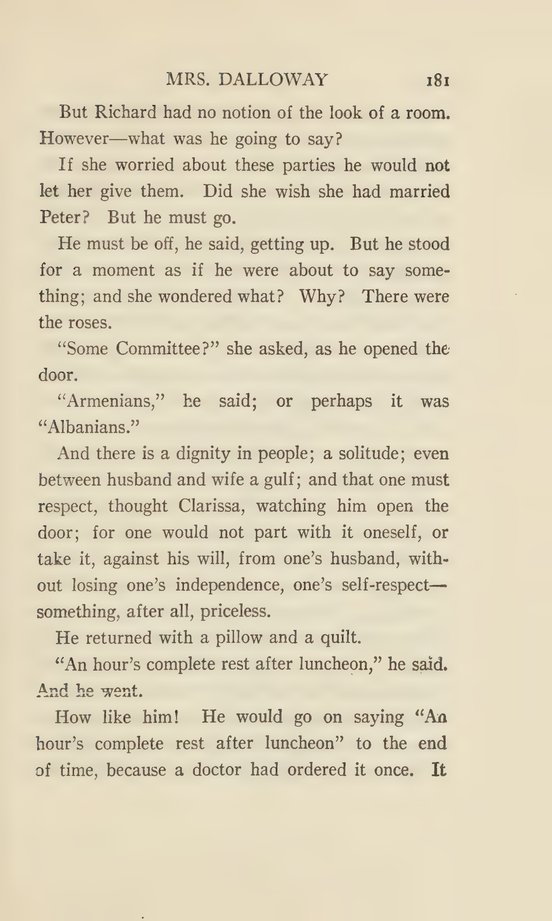 MRS. DALLOWAY 181
But Richard had no notion of the look of a room.
However—what was he going to say?
If she worried about these parties he would not
let her give them. Did she wish she had married
Peter? But he must go.
He must be off, he said, getting up. But he stood
for a moment as if he were about to say some-
thing; and she wondered what? Why? There were
the roses.
“Some Committee?” she asked, as he opened the
door.
“Armenians,” he said; or perhaps it was
“Albanians.”
And there is a dignity in people; a solitude; even
between husband and wife a gulf; and that one must
respect, thought Clarissa, watching him open the
door; for one would not part with it oneself, or
take it, against his will, from one’s husband, with-
out losing one’s independence, one’s self-respect—
something, after all, priceless.
He returned with a pillow and a quilt.
“An hour’s complete rest after luncheon,” he said.
And he went.
How like him! He would go on saying “An
hour’s complete rest after luncheon” to the end
of time, because a doctor had ordered it once. It